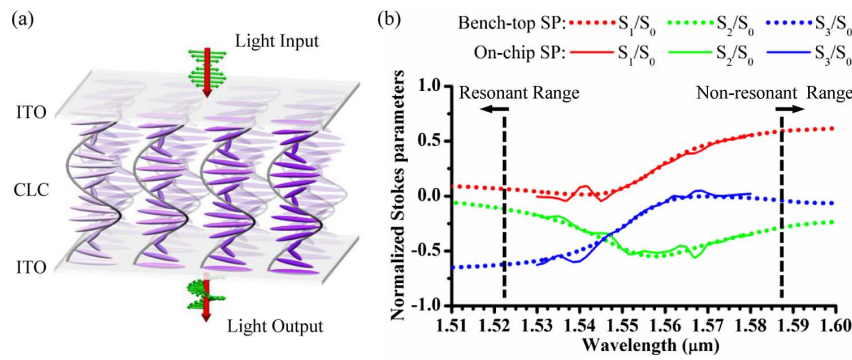 (a)
Light Input
ITO
CLC
ITO
Light Output
(b)
Bench-top SP: S₁/S₀ S₂/S₀ S₃/S₀
On-chip SP: S₁/S₀ S₂/S₀ S₃/S₀
Normalized Stokes parameters
1.0
0.5
0.0
-0.5
-1.0
Resonant Range
Non-resonant Range
1.51 1.52 1.53 1.54 1.55 1.56 1.57 1.58 1.59 1.60
Wavelength (μm)